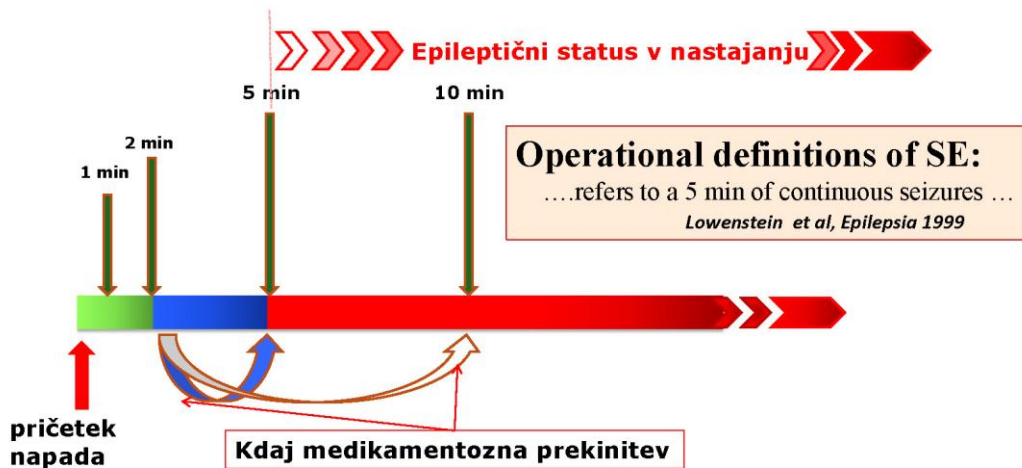 Epileptični status v nastajanju
5 min
10 min
2 min
1 min
Operational definitions of SE:
....refers to a 5 min of continuous seizures ...
Lowenstein et al, Epilepsia 1999
pričetek
napada
Kdaj medikamentozna prekinitev